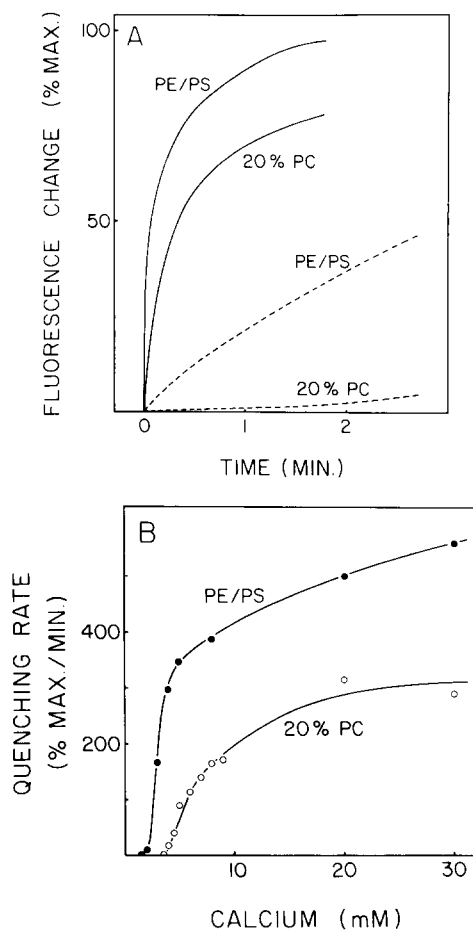 A
FLUORESCENCE CHANGE (% MAX.)
100
50
PE/PS
20% PC
PE/PS
20% PC
0
1
2
TIME (MIN.)
B
QUENCHING RATE
(% MAX./MIN.)
400
200
PE/PS
20% PC
10
20
30
CALCIUM (mM)